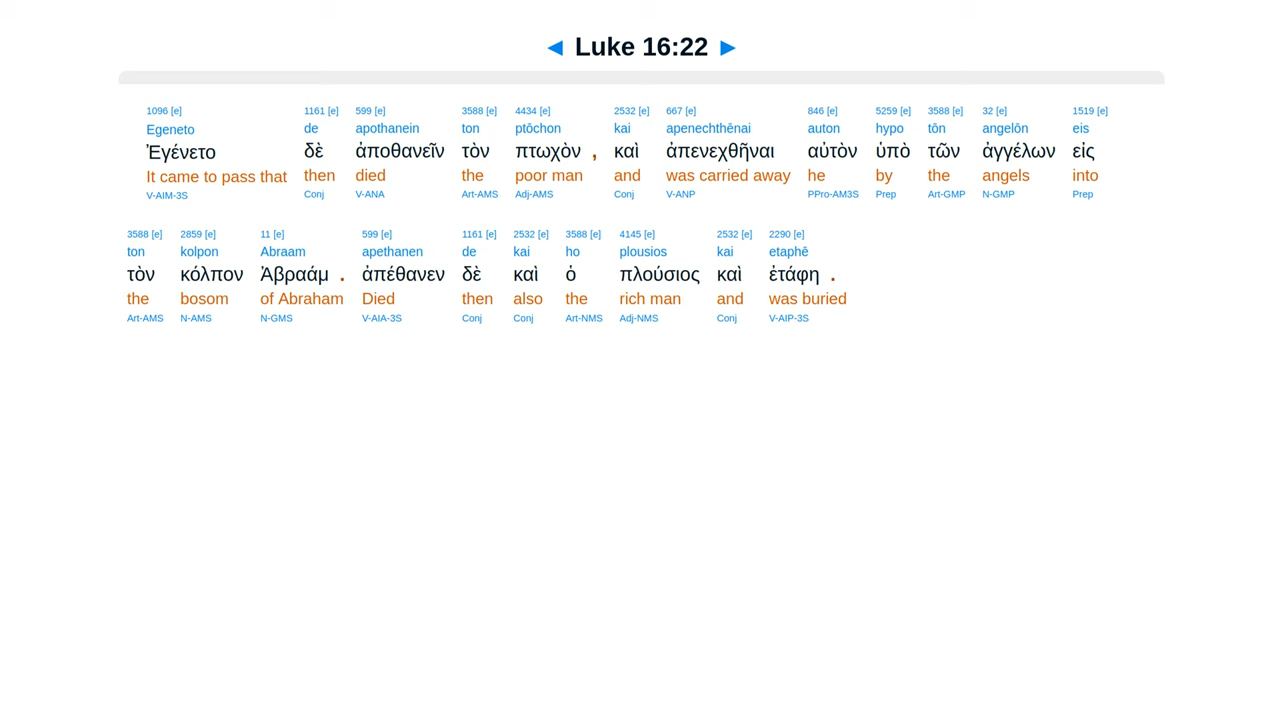 ◄ Luke 16:22 ►
1096 [e] 1161 [e] 599 [e] 3588 [e] 4434 [e] 2532 [e] 667 [e] 846 [e] 5259 [e] 3588 [e] 32 [e] 1519 [e]
Egeneto de apothanein ton ptōchon kai apenechthēnai auton hypo tōn angelōn eis
Ἐγένετο δὲ ἀποθανεῖν τὸν πτωχὸν , καὶ ἀπενεχθῆναι αὐτὸν ὑπὸ τῶν ἀγγέλων εἰς
It came to pass that then died the poor man and was carried away he by the angels into
V-AIM-3S Conj V-ANA Art-AMS Adj-AMS Conj V-ANP PPro-AM3S Prep Art-GMP N-GMP Prep
3588 [e] 2859 [e] 11 [e] 599 [e] 1161 [e] 2532 [e] 3588 [e] 4145 [e] 2532 [e] 2290 [e]
ton kolpon Abraam apethanen de kai ho plousios kai etaphē
τὸν κόλπον Ἀβραάμ . ἀπέθανεν δὲ καὶ ὁ πλούσιος καὶ ἐτάφη .
the bosom of Abraham Died then also the rich man and was buried
Art-AMS N-AMS N-GMS V-AIA-3S Conj Conj Art-NMS Adj-NMS Conj V-AIP-3S